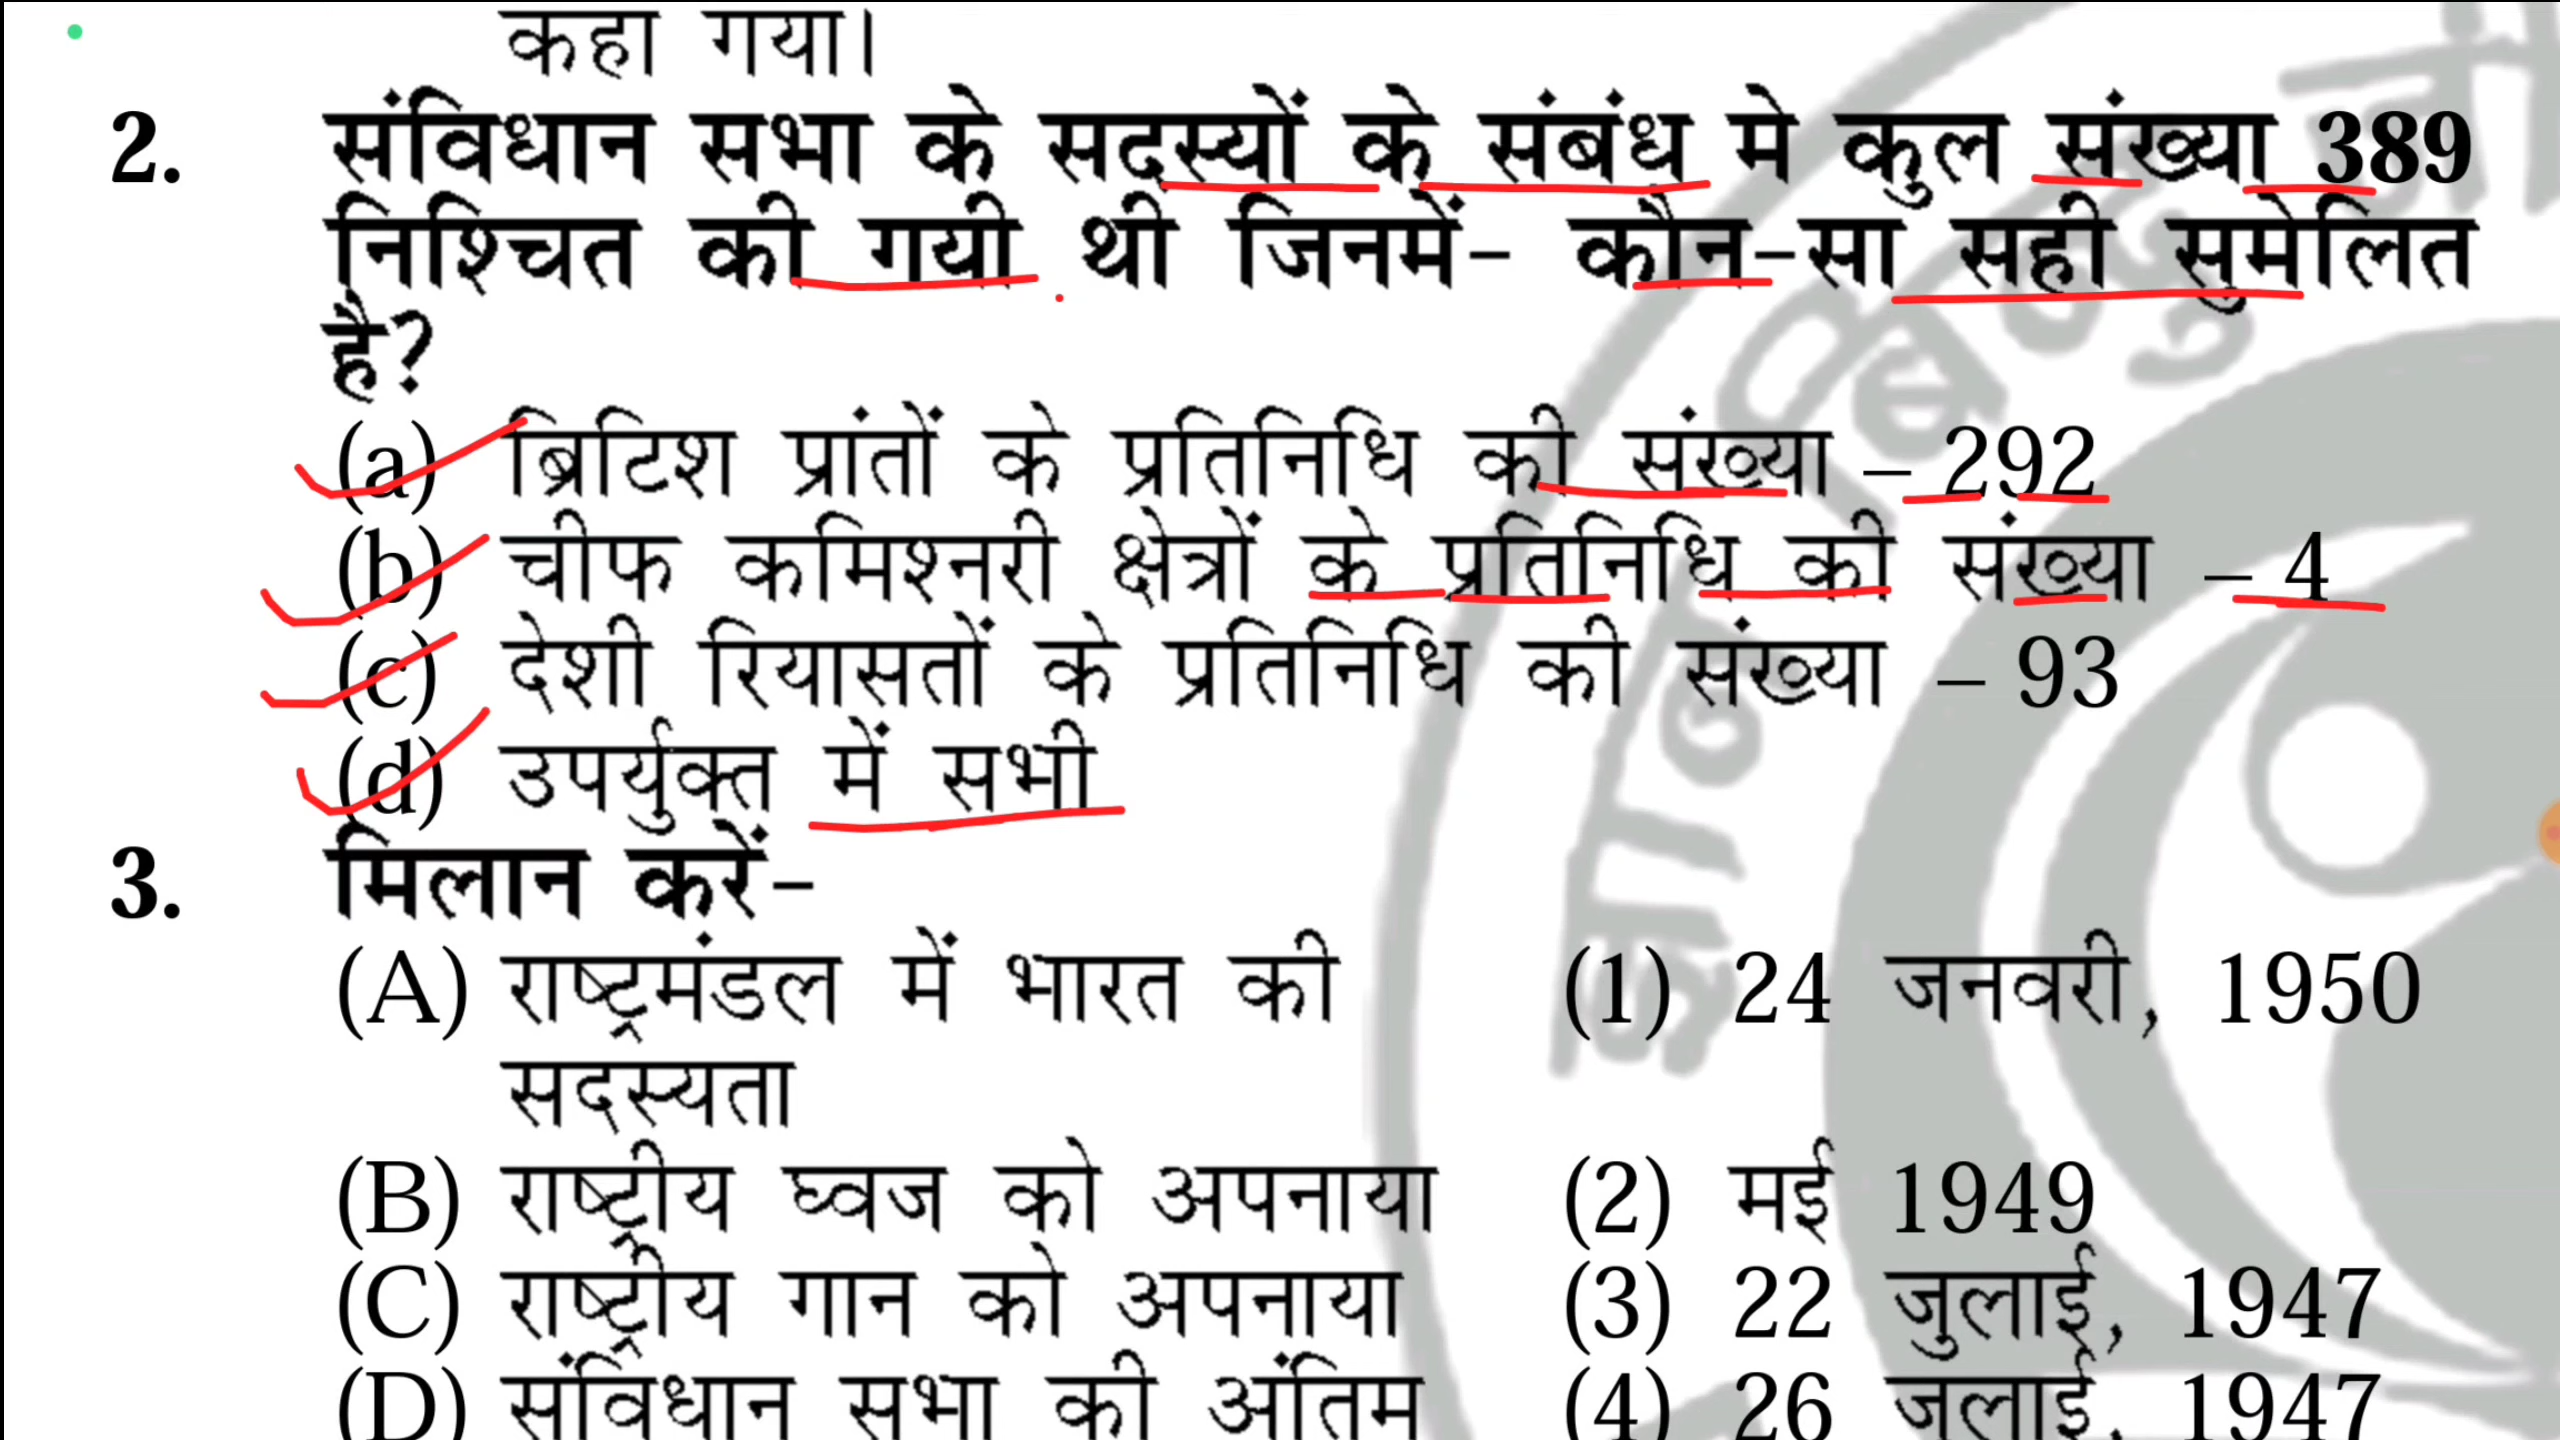 कहा गया।
2. संविधान सभा के सदस्यों के संबंध मे कुल संख्या 389
निश्चित की गयी थी जिनमें- कौन-सा सही सुमेलित
है?
(a) ब्रिटिश प्रांतों के प्रतिनिधि की संख्या – 292
(b) चीफ कमिश्नरी क्षेत्रों के प्रतिनिधि की संख्या – 4
(c) देशी रियासतों के प्रतिनिधि की संख्या – 93
(d) उपर्युक्त में सभी
3. मिलान करें-
(A) राष्ट्रमंडल में भारत की (1) 24 जनवरी, 1950
सदस्यता
(B) राष्ट्रीय घ्वज को अपनाया (2) मई 1949
(C) राष्ट्रीय गान को अपनाया (3) 22 जुलाई, 1947
(D) संविधान सभा की अंतिम (4) 26 जुलाई, 1947